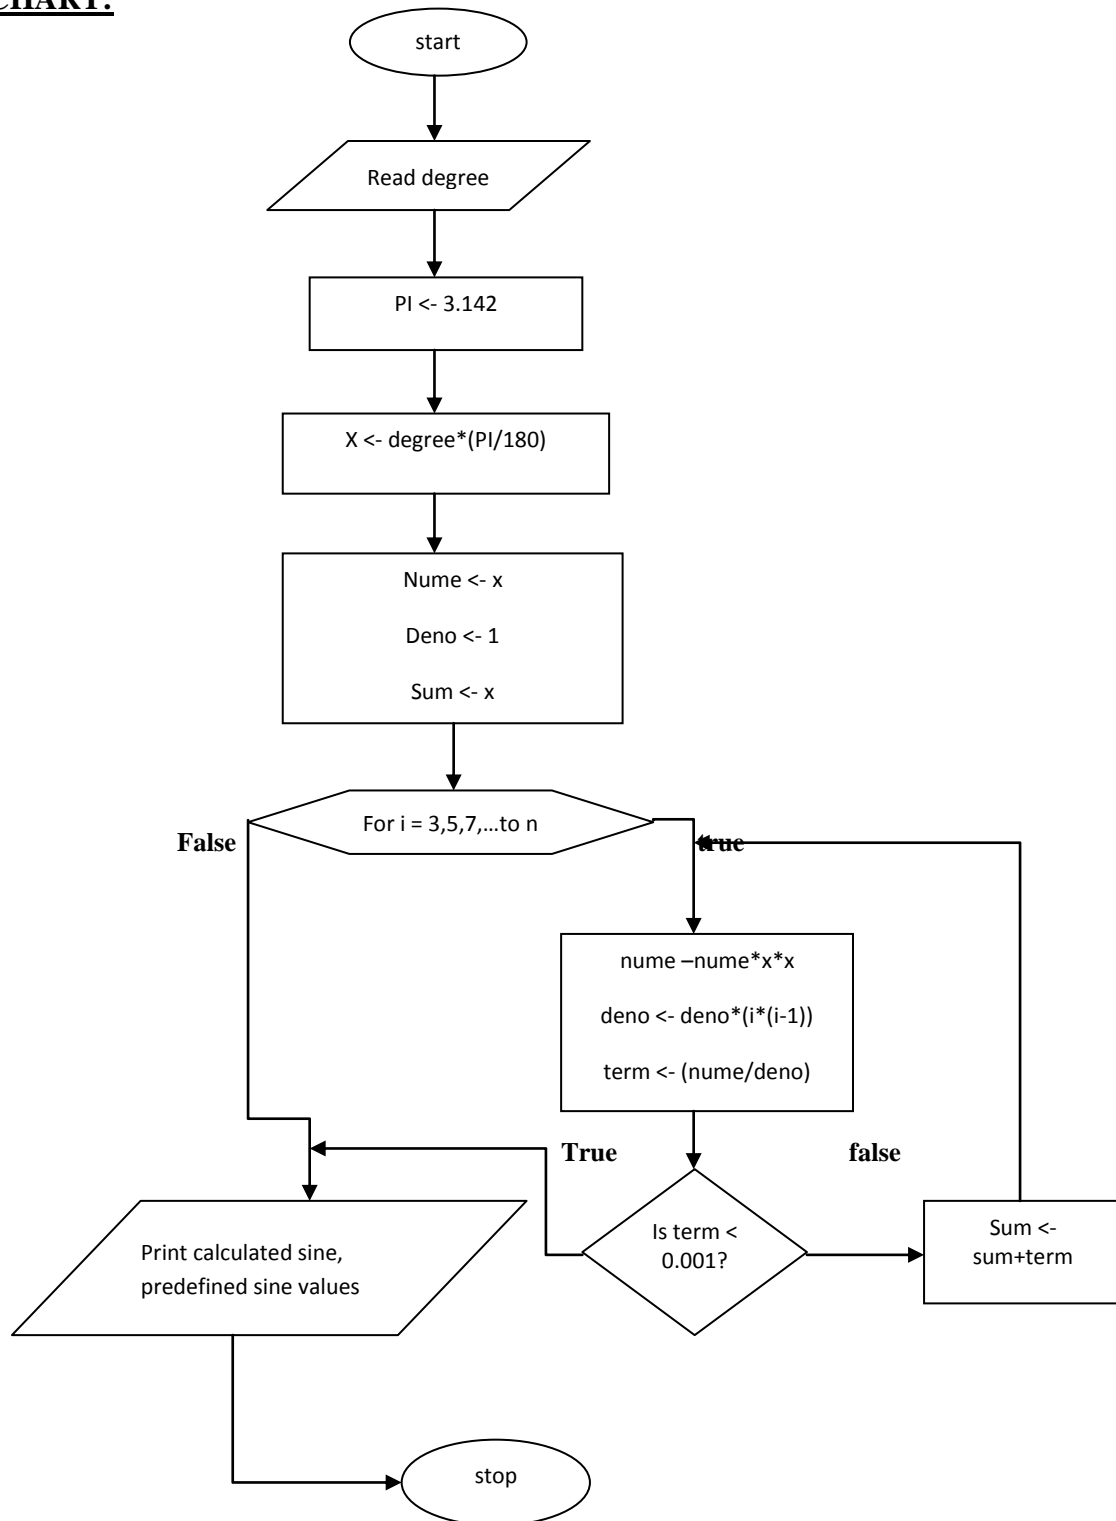 CHART:
start
Read degree
PI <- 3.142
X <- degree*(PI/180)
Nume <- x
Deno <- 1
Sum <- x
For i = 3,5,7,...to n
False
true
nume –nume*x*x
deno <- deno*(i*(i-1))
term <- (nume/deno)
True
false
Is term <
0.001?
Sum <-
sum+term
Print calculated sine,
predefined sine values
stop